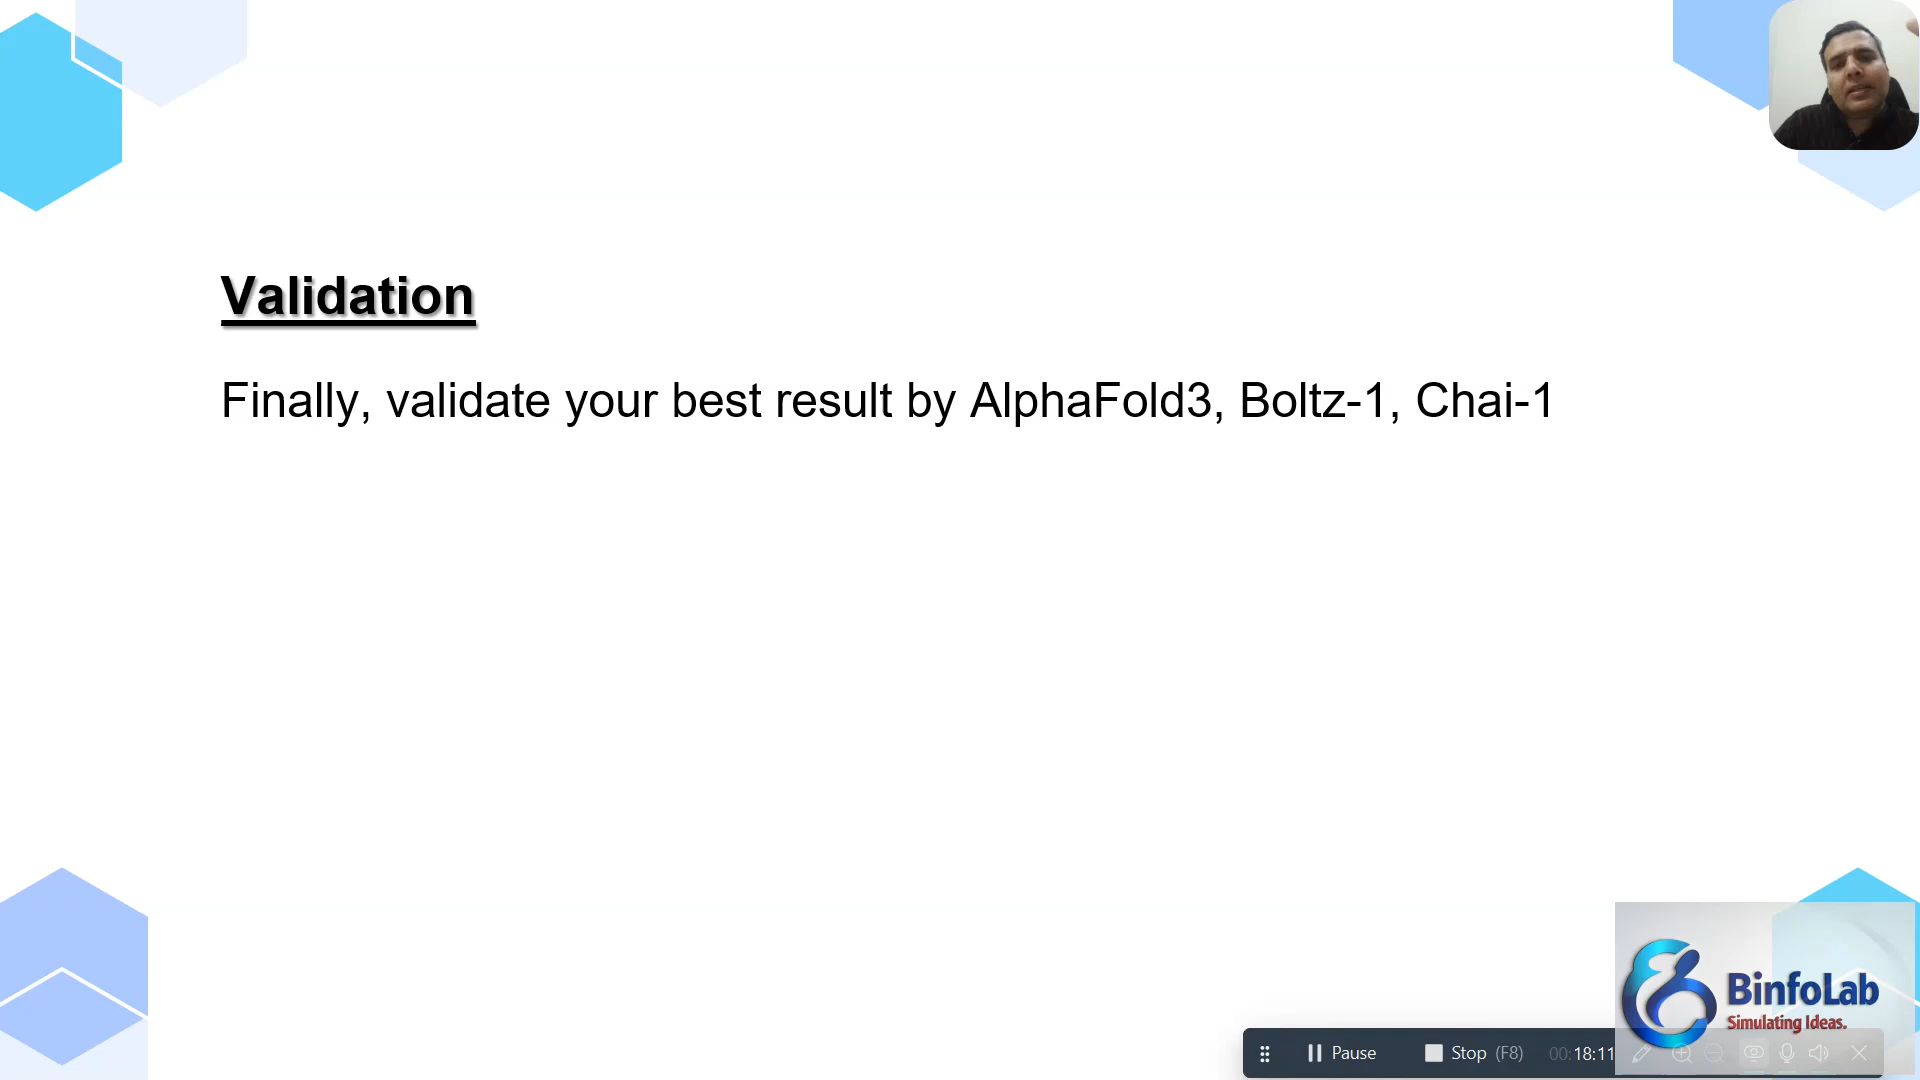 Validation
Finally, validate your best result by AlphaFold3, Boltz-1, Chai-1
BinfoLab
Simulating Ideas.
Pause Stop (F8) 00:18:11